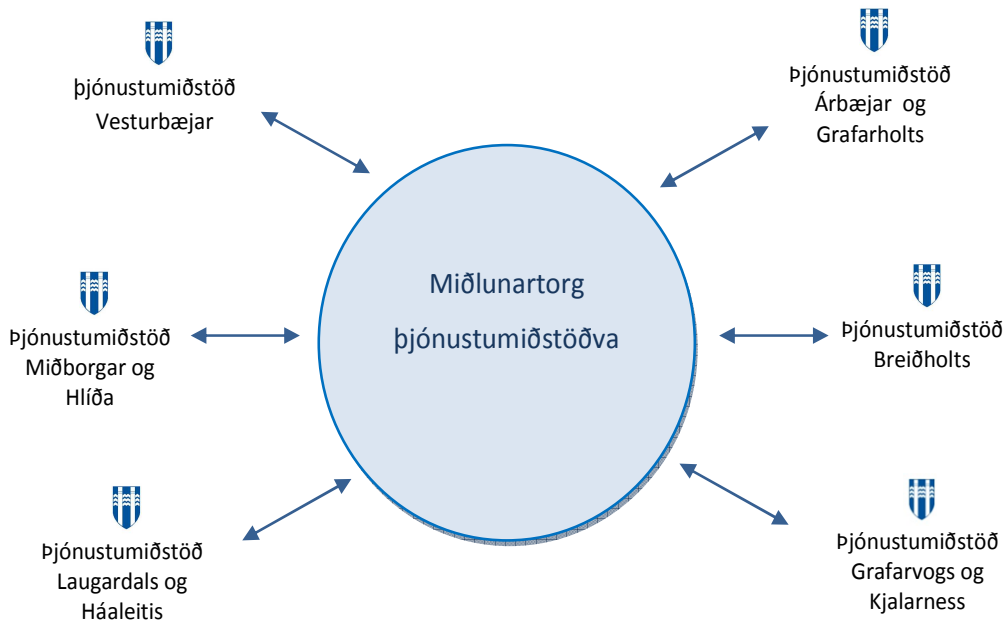 þjónustumiðstöð
Vesturbæjar
Þjónustumiðstöð
Árbæjar og
Grafarholts
Miðlunartorg
þjónustumiðstöðva
Þjónustumiðstöð
Miðborgar og
Hlíða
Þjónustumiðstöð
Breiðholts
Þjónustumiðstöð
Laugardals og
Háaleitis
Þjónustumiðstöð
Grafarvogs og
Kjalarness